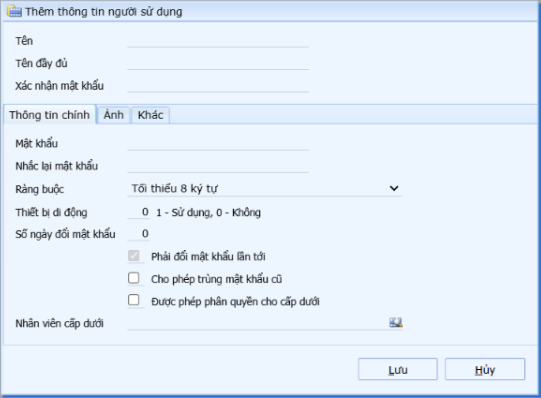 Thêm thông tin người sử dụng
Tên
Tên đầy đủ
Xác nhận mật khẩu
Thông tin chính Ảnh Khác
Mật khẩu
Nhắc lại mật khẩu
Ràng buộc Tối thiểu 8 ký tự
Thiết bị di động 0 1 - Sử dụng, 0 - Không
Số ngày đổi mật khẩu 0
Phải đổi mật khẩu lần tới
Cho phép trùng mật khẩu cũ
Được phép phân quyền cho cấp dưới
Nhân viên cấp dưới
Lưu Hủy